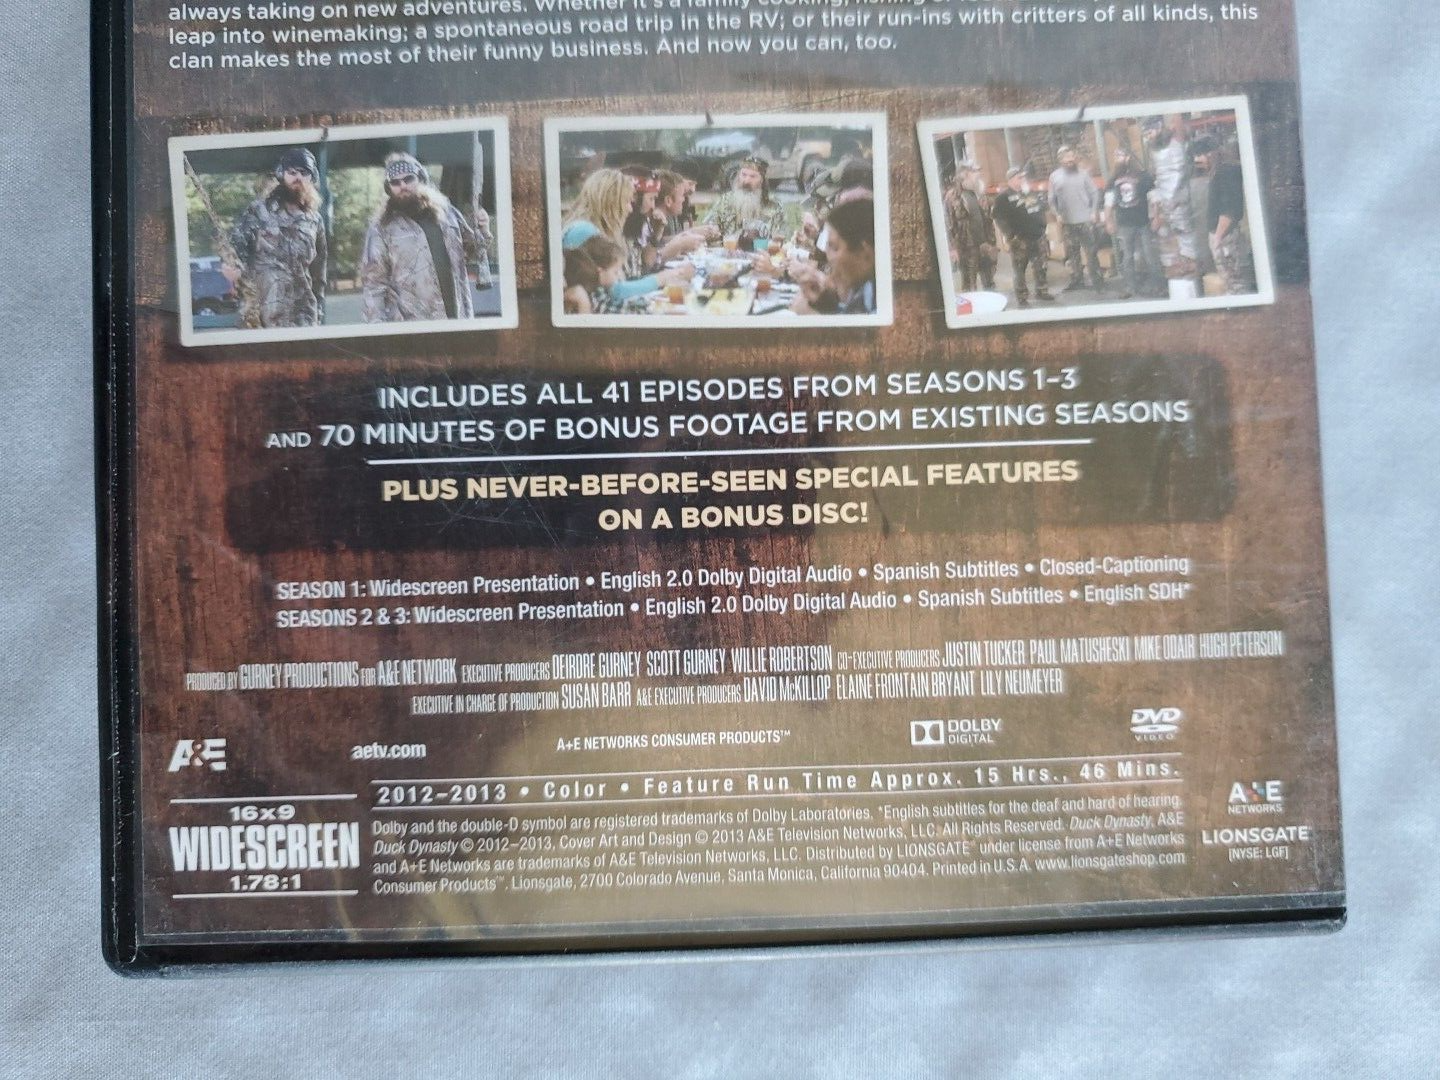 always taking on new adventures. Whether it's a family cooking, fishing
leap into winemaking; a spontaneous road trip in the RV; or their run-ins with critters of all kinds, this
clan makes the most of their funny business. And now you can, too.
INCLUDES ALL 41 EPISODES FROM SEASONS 1-3
AND 70 MINUTES OF BONUS FOOTAGE FROM EXISTING SEASONS
PLUS NEVER-BEFORE-SEEN SPECIAL FEATURES
ON A BONUS DISC!
SEASON 1: Widescreen Presentation • English 2.0 Dolby Digital Audio • Spanish Subtitles • Closed-Captioning
SEASONS 2 & 3: Widescreen Presentation • English 2.0 Dolby Digital Audio • Spanish Subtitles • English SDH*
PRODUCED BY GURNEY PRODUCTIONS FOR A&E NETWORK EXECUTIVE PRODUCERS DEIRDRE GURNEY SCOTT GURNEY WILLIE ROBERTSON CO-EXECUTIVE PRODUCERS JUSTIN TUCKER PAUL MATUSHESKI MIKE ODAIR HUGH PETERSON
EXECUTIVE IN CHARGE OF PRODUCTION SUSAN BARR A&E EXECUTIVE PRODUCERS DAVID McKILLOP ELAINE FRONTAIN BRYANT LILY NEUMEYER
A&E
aetv.com
A+E NETWORKS CONSUMER PRODUCTS™
DOLBY
DIGITAL
DVD
VIDEO
2012–2013 • Color • Feature Run Time Approx. 15 Hrs., 46 Mins.
16x9
WIDESCREEN
1.78:1
Dolby and the double-D symbol are registered trademarks of Dolby Laboratories. *English subtitles for the deaf and hard of hearing.
Duck Dynasty © 2012–2013, Cover Art and Design © 2013 A&E Television Networks, LLC. All Rights Reserved. Duck Dynasty, A&E
and A+E Networks are trademarks of A&E Television Networks, LLC. Distributed by LIONSGATE® under license from A+E Networks
Consumer Products™. Lionsgate, 2700 Colorado Avenue, Santa Monica, California 90404. Printed in U.S.A. www.lionsgateshop.com
A+E
NETWORKS
LIONSGATE
[NYSE: LGF]